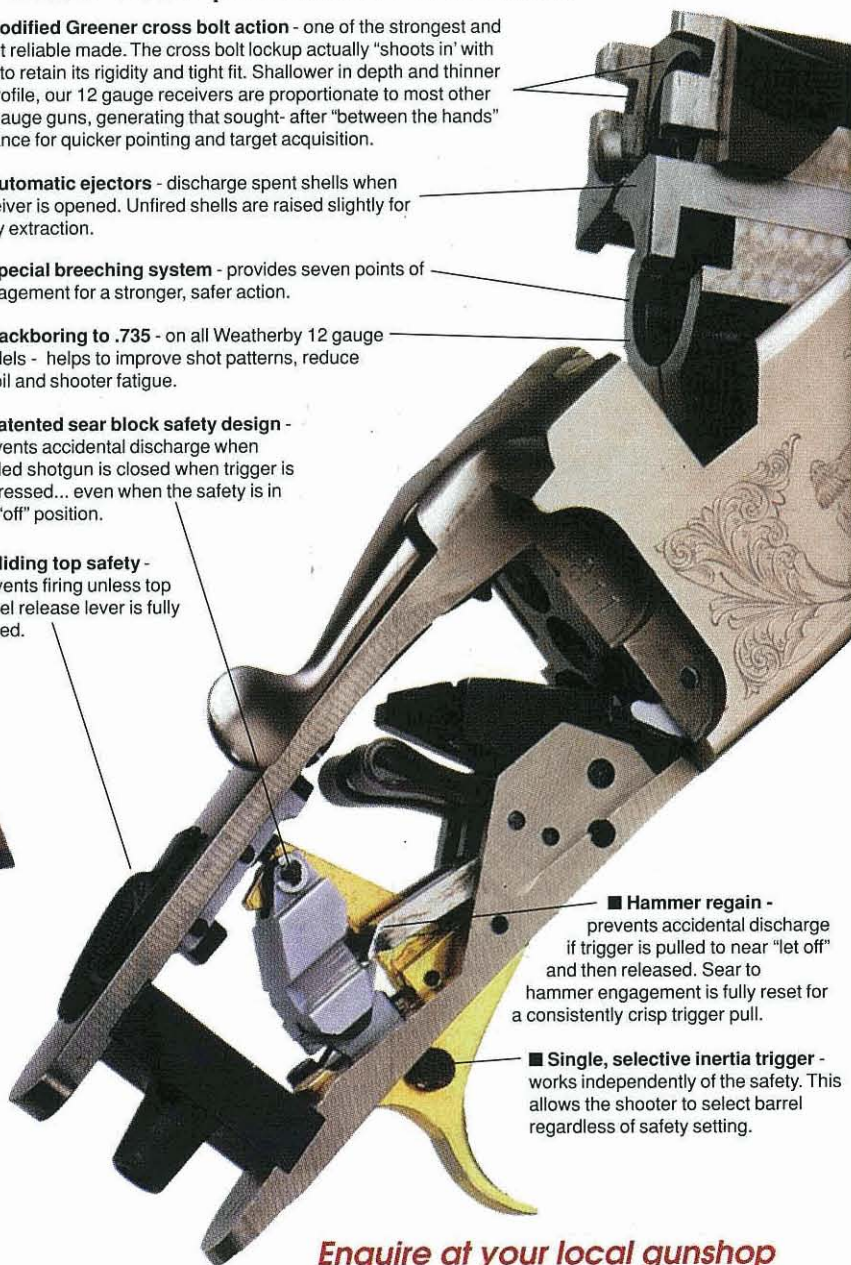 odified Greener cross bolt action - one of the strongest and
t reliable made. The cross bolt lockup actually "shoots in' with
to retain its rigidity and tight fit. Shallower in depth and thinner
rofile, our 12 gauge receivers are proportionate to most other
auge guns, generating that sought- after "between the hands"
ance for quicker pointing and target acquisition.
utomatic ejectors - discharge spent shells when
eiver is opened. Unfired shells are raised slightly for
y extraction.
pecial breeching system - provides seven points of
agement for a stronger, safer action.
ackboring to .735 - on all Weatherby 12 gauge
dels - helps to improve shot patterns, reduce
oil and shooter fatigue.
atented sear block safety design -
vents accidental discharge when
ded shotgun is closed when trigger is
ressed... even when the safety is in
"off" position.
liding top safety -
vents firing unless top
el release lever is fully
ed.
■ Hammer regain -
prevents accidental discharge
if trigger is pulled to near "let off"
and then released. Sear to
hammer engagement is fully reset for
a consistently crisp trigger pull.
■ Single, selective inertia trigger -
works independently of the safety. This
allows the shooter to select barrel
regardless of safety setting.
Enquire at your local gunshop